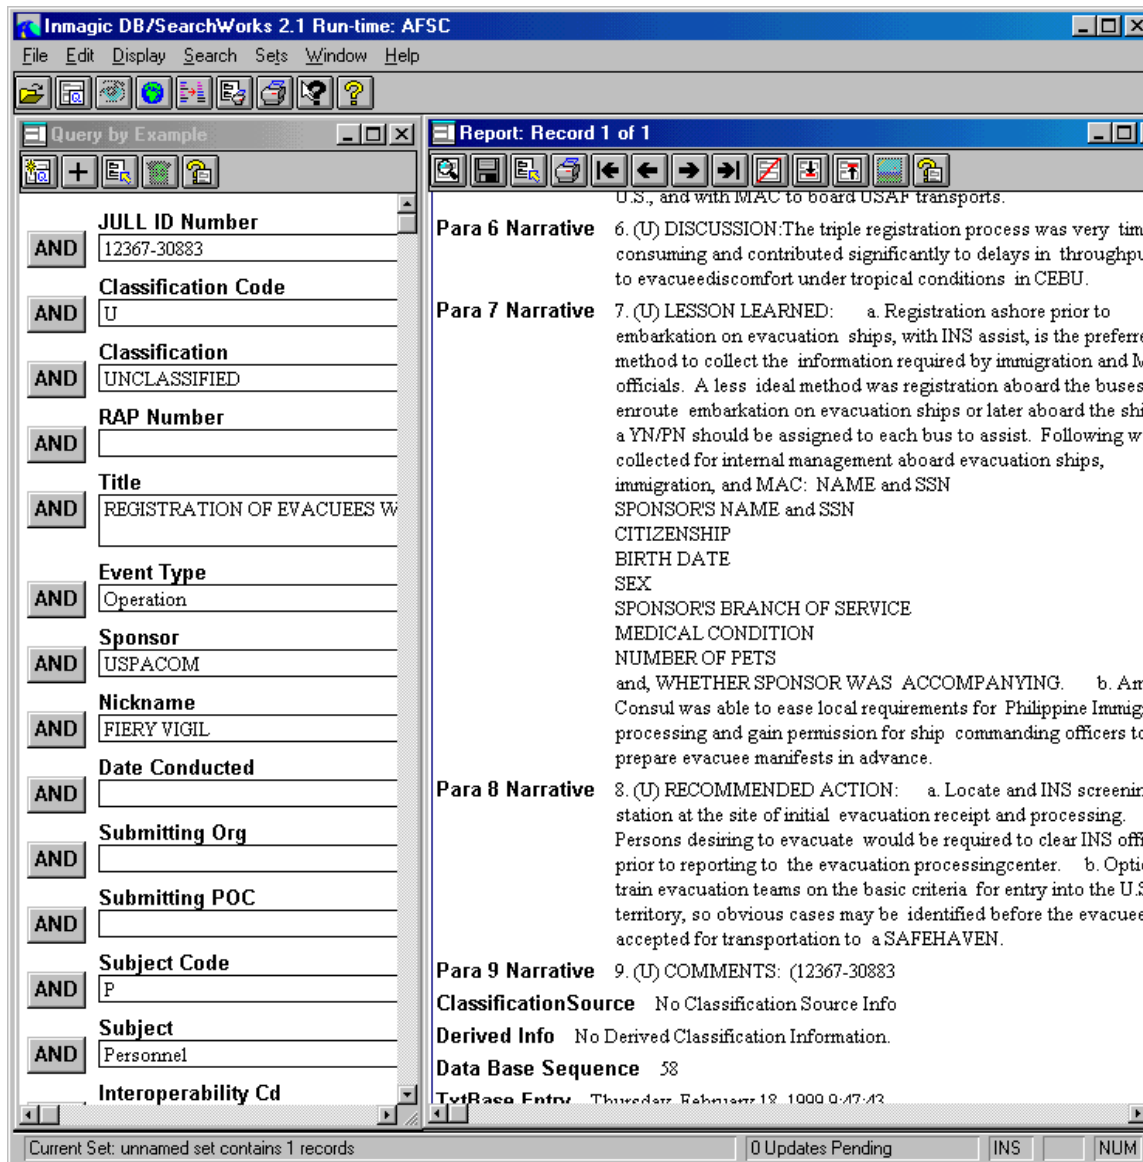 Inmagic DB/SearchWorks 2.1 Run-time: AFSC
File Edit Display Search Sets Window Help
Query by Example
JULL ID Number
AND 12367-30883
Classification Code
AND U
Classification
AND UNCLASSIFIED
RAP Number
AND
Title
AND REGISTRATION OF EVACUEES W
Event Type
AND Operation
Sponsor
AND USPACOM
Nickname
AND FIERY VIGIL
Date Conducted
AND
Submitting Org
AND
Submitting POC
AND
Subject Code
AND P
Subject
AND Personnel
Interoperability Cd
Report: Record 1 of 1
U.S., and with MAC to board USAF transports.
Para 6 Narrative 6. (U) DISCUSSION:The triple registration process was very tim
consuming and contributed significantly to delays in throughpu
to evacueediscomfort under tropical conditions in CEBU.
Para 7 Narrative 7. (U) LESSON LEARNED: a. Registration ashore prior to
embarkation on evacuation ships, with INS assist, is the preferre
method to collect the information required by immigration and M
officials. A less ideal method was registration aboard the buses
enroute embarkation on evacuation ships or later aboard the shi
a YN/PN should be assigned to each bus to assist. Following w
collected for internal management aboard evacuation ships,
immigration, and MAC: NAME and SSN
SPONSOR'S NAME and SSN
CITIZENSHIP
BIRTH DATE
SEX
SPONSOR'S BRANCH OF SERVICE
MEDICAL CONDITION
NUMBER OF PETS
and, WHETHER SPONSOR WAS ACCOMPANYING. b. Am
Consul was able to ease local requirements for Philippine Immig
processing and gain permission for ship commanding officers to
prepare evacuee manifests in advance.
Para 8 Narrative 8. (U) RECOMMENDED ACTION: a. Locate and INS screenin
station at the site of initial evacuation receipt and processing.
Persons desiring to evacuate would be required to clear INS offi
prior to reporting to the evacuation processingcenter. b. Optio
train evacuation teams on the basic criteria for entry into the U.S
territory, so obvious cases may be identified before the evacuee
accepted for transportation to a SAFEHAVEN.
Para 9 Narrative 9. (U) COMMENTS: (12367-30883
ClassificationSource No Classification Source Info
Derived Info No Derived Classification Information.
Data Base Sequence 58
TxtBase Entry Thursday, February 18, 1999 9:47:43
Current Set: unnamed set contains 1 records
0 Updates Pending
INS
NUM